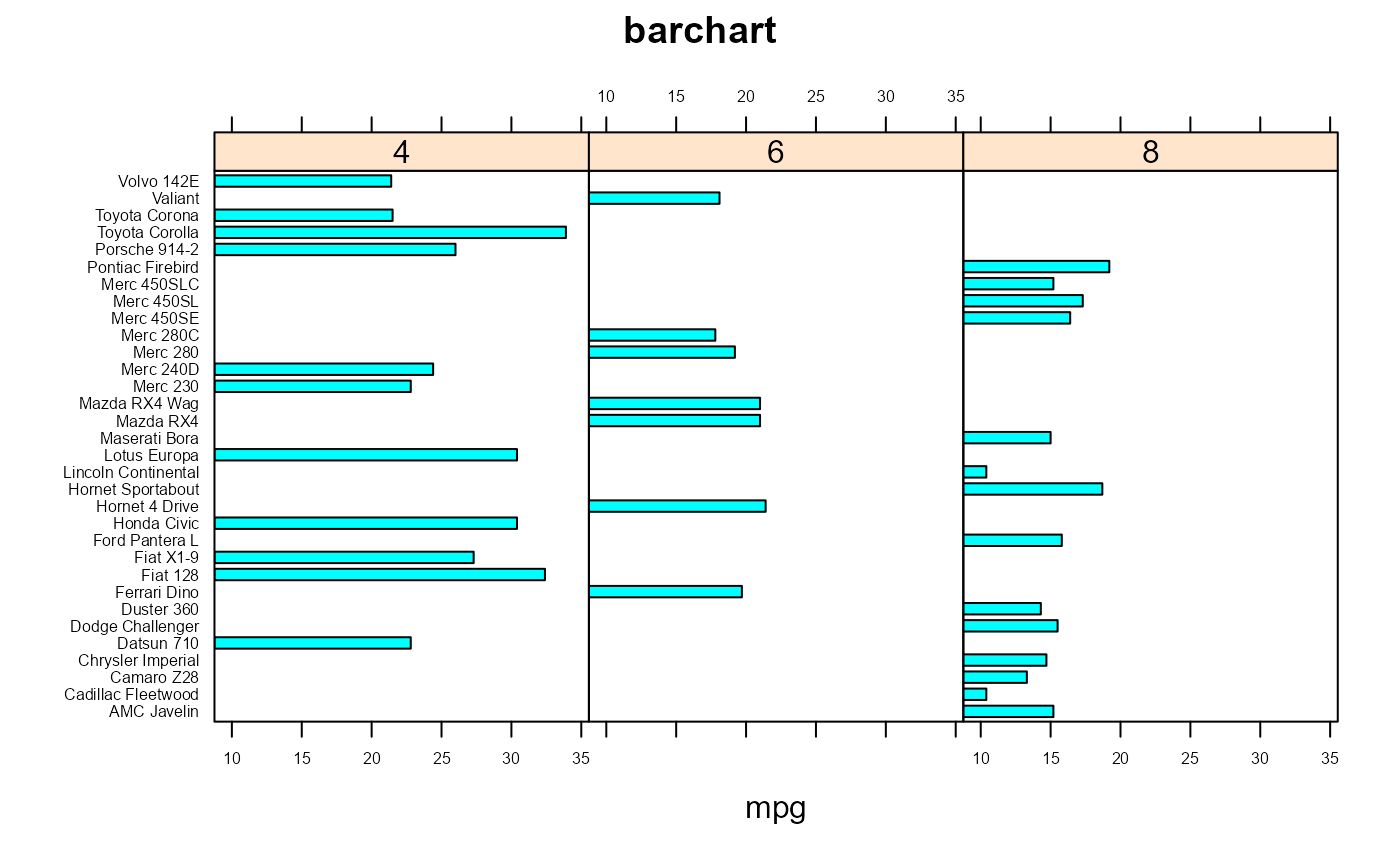 barchart
10 15 20 25 30 35
4 6 8
Volvo 142E
Valiant
Toyota Corona
Toyota Corolla
Porsche 914-2
Pontiac Firebird
Merc 450SLC
Merc 450SL
Merc 450SE
Merc 280C
Merc 280
Merc 240D
Merc 230
Mazda RX4 Wag
Mazda RX4
Maserati Bora
Lotus Europa
Lincoln Continental
Hornet Sportabout
Hornet 4 Drive
Honda Civic
Ford Pantera L
Fiat X1-9
Fiat 128
Ferrari Dino
Duster 360
Dodge Challenger
Datsun 710
Chrysler Imperial
Camaro Z28
Cadillac Fleetwood
AMC Javelin
10 15 20 25 30 35 10 15 20 25 30 35
mpg